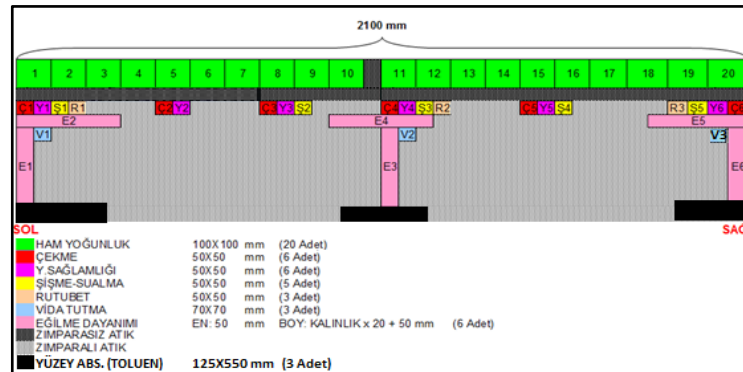 2100 mm
1 2 3 4 5 6 7 8 9 10 11 12 13 14 15 16 17 18 19 20
Ç1 Y1 Ş1 R1 Ç2 Y2 Ç3 Y3 Ş2 Ç4 Y4 Ş3 R2 Ç5 Y5 Ş4 R3 Ş5 Y6 Ç6
E2 E4 E5
V1 V2 V3
E1 E3 E6
SOL SAĞ
HAM YOĞUNLUK 100X100 mm (20 Adet)
ÇEKME 50X50 mm (6 Adet)
Y.SAĞLAMLIĞI 50X50 mm (6 Adet)
ŞİŞME-SUALMA 50X50 mm (5 Adet)
RUTUBET 50X50 mm (3 Adet)
VİDA TUTMA 70X70 mm (3 Adet)
EĞİLME DAYANIMI EN: 50 mm BOY: KALINLIK x 20 + 50 mm (6 Adet)
ZIMPARASIZ ATIK
ZIMPARALI ATIK
YÜZEY ABS. (TOLUEN) 125X550 mm (3 Adet)